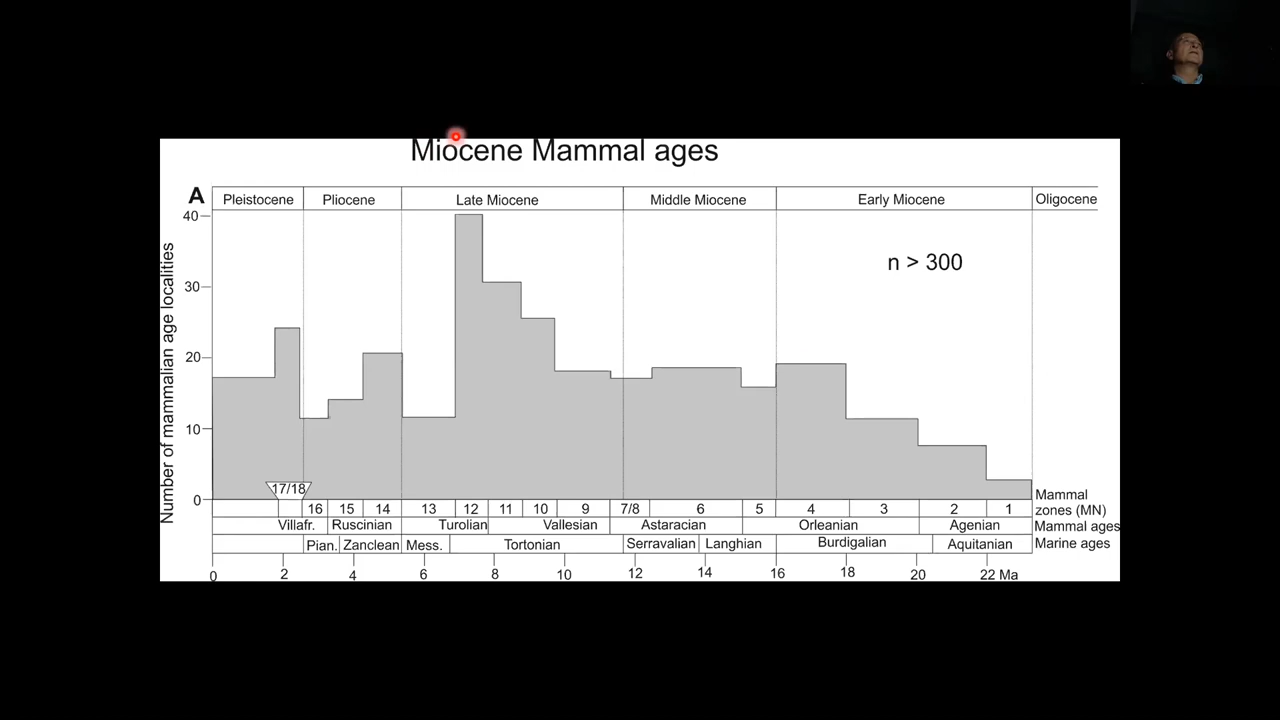 Miocene Mammal ages
A
Pleistocene Pliocene Late Miocene Middle Miocene Early Miocene Oligocene
Number of mammalian age localities
40
30
20
10
0
n > 300
17/18
16 15 14 13 12 11 10 9 7/8 6 5 4 3 2 1
Mammal
zones (MN)
Villafr. Ruscinian Turolian Vallesian Astaracian Orleanian Agenian Mammal ages
Pian. Zanclean Mess. Tortonian Serravalian Langhian Burdigalian Aquitanian Marine ages
0 2 4 6 8 10 12 14 16 18 20 22 Ma